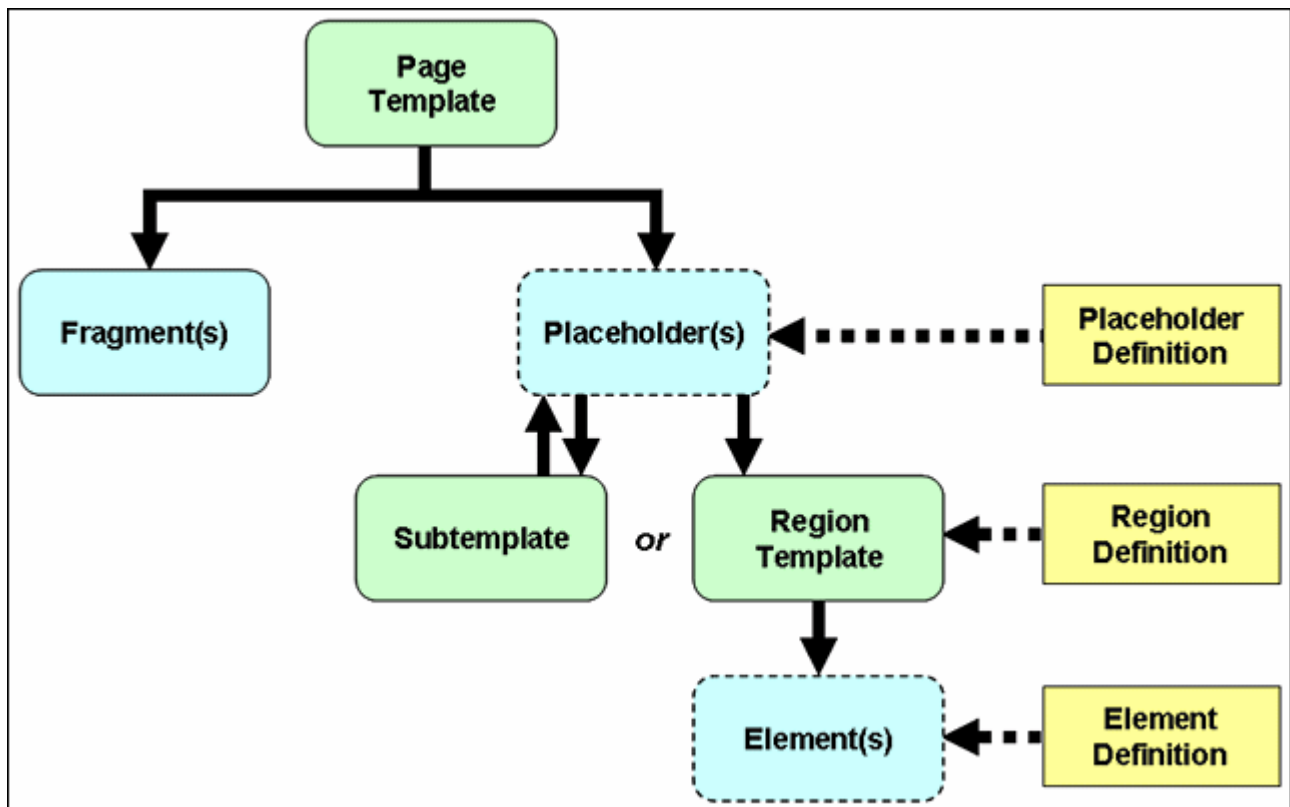 Page
Template
Fragment(s)
Placeholder(s)
Placeholder
Definition
Subtemplate
or
Region
Template
Region
Definition
Element(s)
Element
Definition